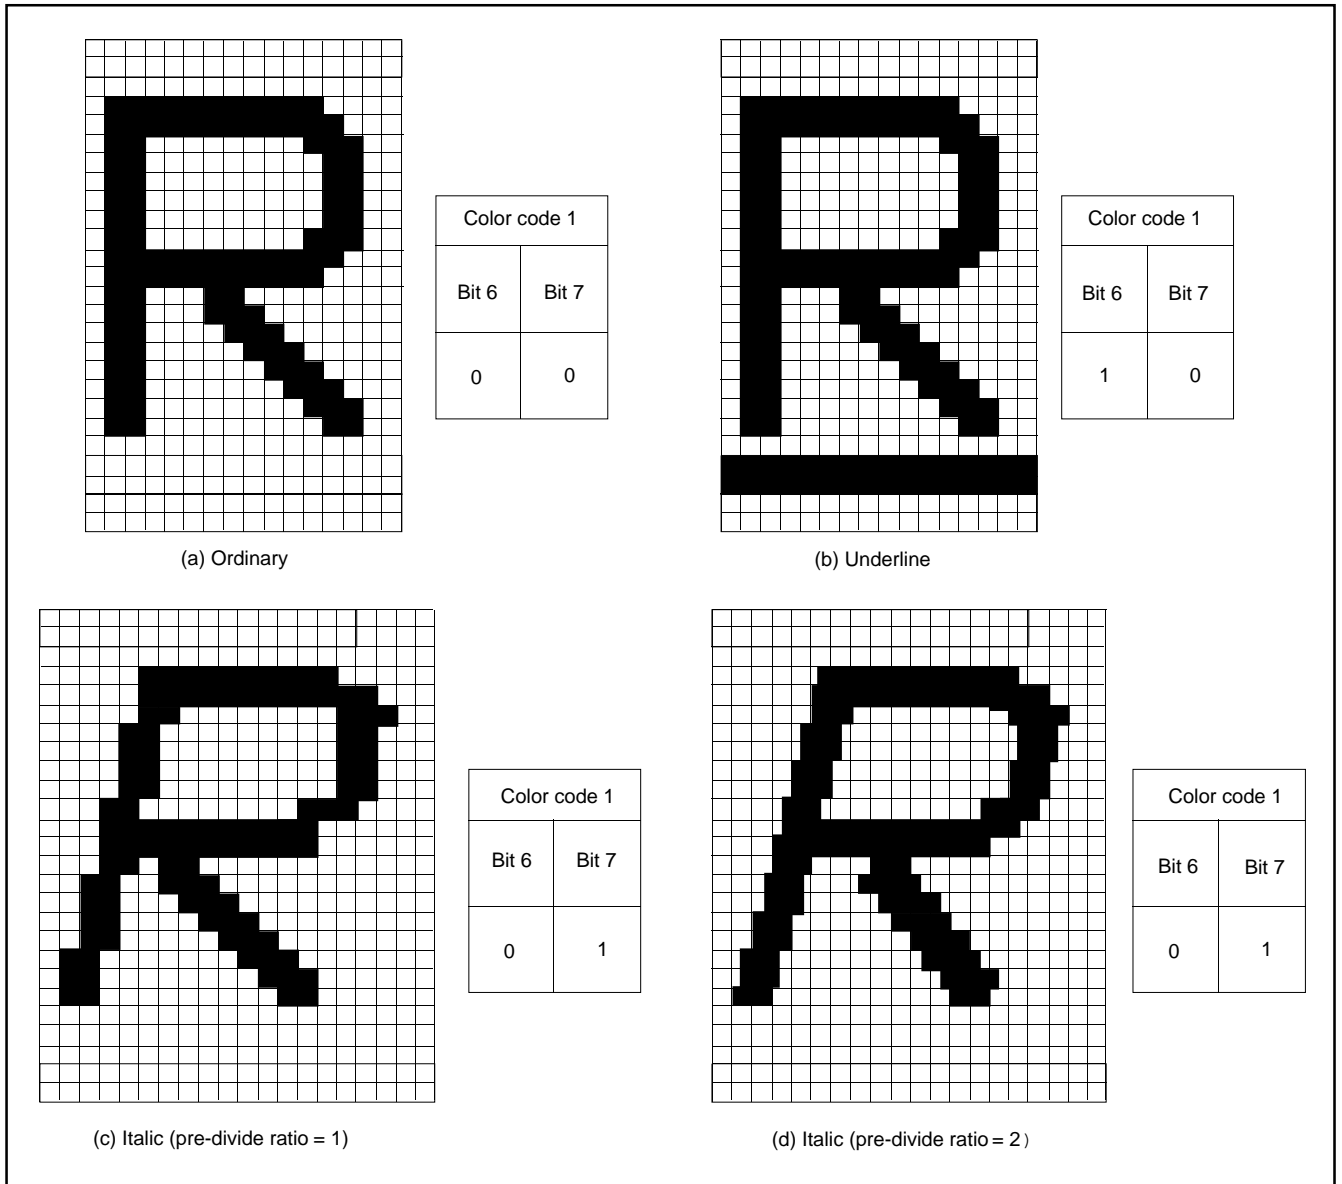 Color code 1
Bit 6 Bit 7
0 0
(a) Ordinary
Color code 1
Bit 6 Bit 7
1 0
(b) Underline
Color code 1
Bit 6 Bit 7
0 1
(c) Italic (pre-divide ratio = 1)
Color code 1
Bit 6 Bit 7
0 1
(d) Italic (pre-divide ratio = 2)